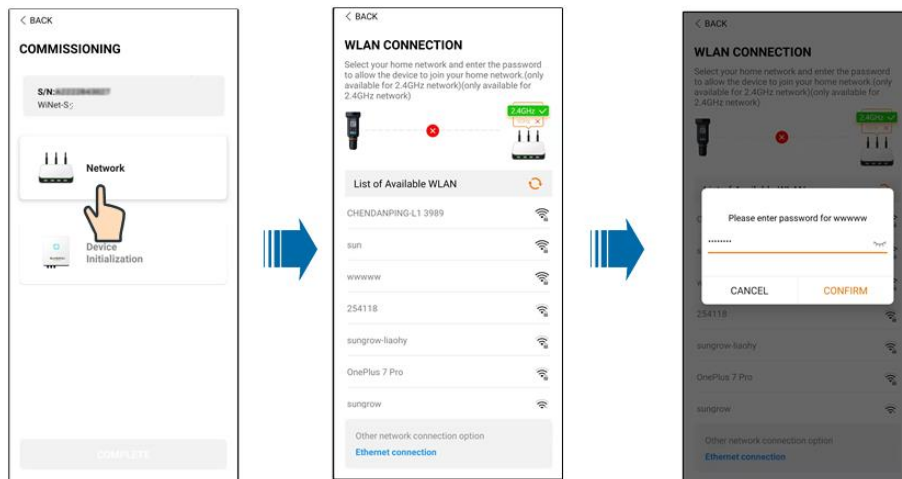 < BACK
COMMISSIONING
S/N:
WiNet-S
Network
Device
Initialization
COMPLETE
< BACK
WLAN CONNECTION
Select your home network and enter the password
to allow the device to join your home network.(only
available for 2.4GHz network)(only available for
2.4GHz network)
2.4GHz
List of Available WLAN
CHENDANPING-L1 3989
sun
wwwww
254118
sungrow-liaohy
OnePlus 7 Pro
sungrow
Other network connection option
Ethernet connection
< BACK
WLAN CONNECTION
Select your home network and enter the password
to allow the device to join your home network.(only
available for 2.4GHz network)(only available for
2.4GHz network)
2.4GHz
Please enter password for wwwww
........
CANCEL
CONFIRM
254118
sungrow-liaohy
OnePlus 7 Pro
sungrow
Other network connection option
Ethernet connection